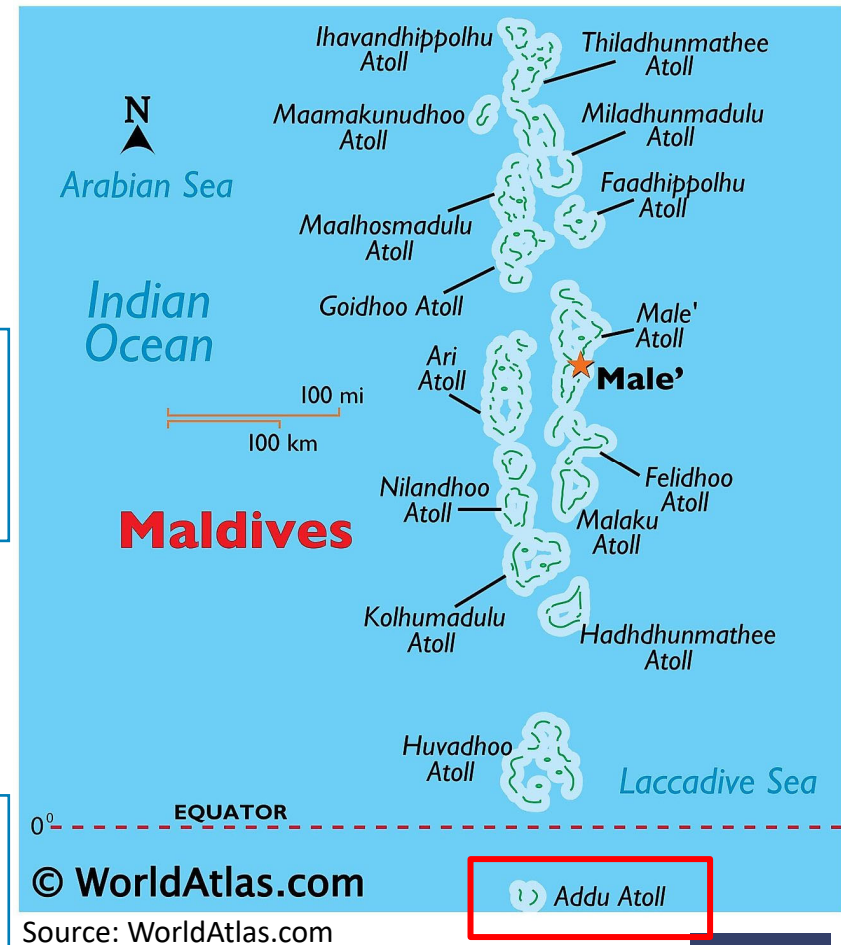 Ihavandhippolhu
Atoll
Thiladhunmathee
Atoll
N
Maamakunudhoo
Atoll
Miladhunmadulu
Atoll
Arabian Sea
Faadhippolhu
Atoll
Maalhosmadulu
Atoll
Indian
Ocean
Goidhoo Atoll
Male'
Atoll
Ari
Atoll
Male’
100 mi
100 km
Nilandhoo
Atoll
Felidhoo
Atoll
Maldives
Malaku
Atoll
Kolhumadulu
Atoll
Hadhdhunmathee
Atoll
Huvadhoo
Atoll
Laccadive Sea
EQUATOR
0⁰
© WorldAtlas.com
Addu Atoll
Source: WorldAtlas.com